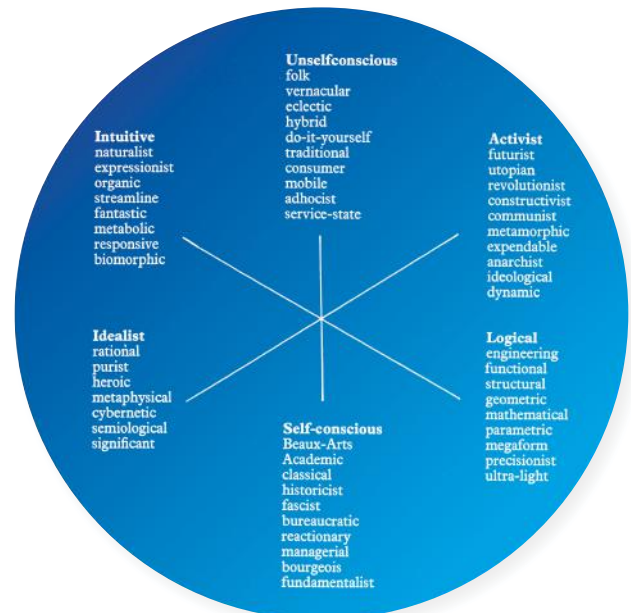 Unselfconscious
folk
vernacular
eclectic
hybrid
do-it-yourself
traditional
consumer
mobile
adhocist
service-state
Intuitive
naturalist
expressionist
organic
streamline
fantastic
metabolic
responsive
biomorphic
Activist
futurist
utopian
revolutionist
constructivist
communist
metamorphic
expendable
anarchist
ideological
dynamic
Idealist
rational
purist
heroic
metaphysical
cybernetic
semiological
significant
Logical
engineering
functional
structural
geometric
mathematical
parametric
megaform
precisionist
ultra-light
Self-conscious
Beaux-Arts
Academic
classical
historicist
fascist
bureaucratic
reactionary
managerial
bourgeois
fundamentalist